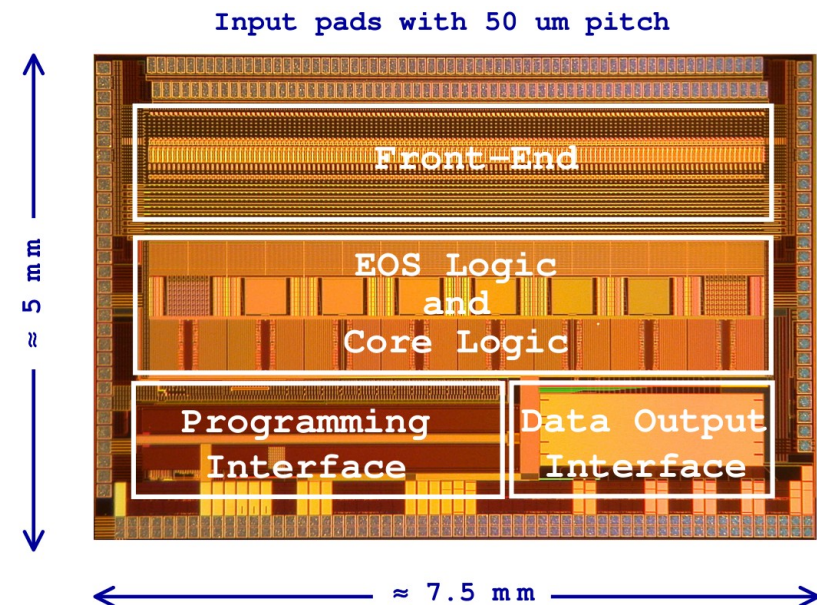 Input pads with 50 um pitch
Front-End
≈ 5 mm
EOS Logic
and
Core Logic
Programming
Interface
Data Output
Interface
≈ 7.5 mm